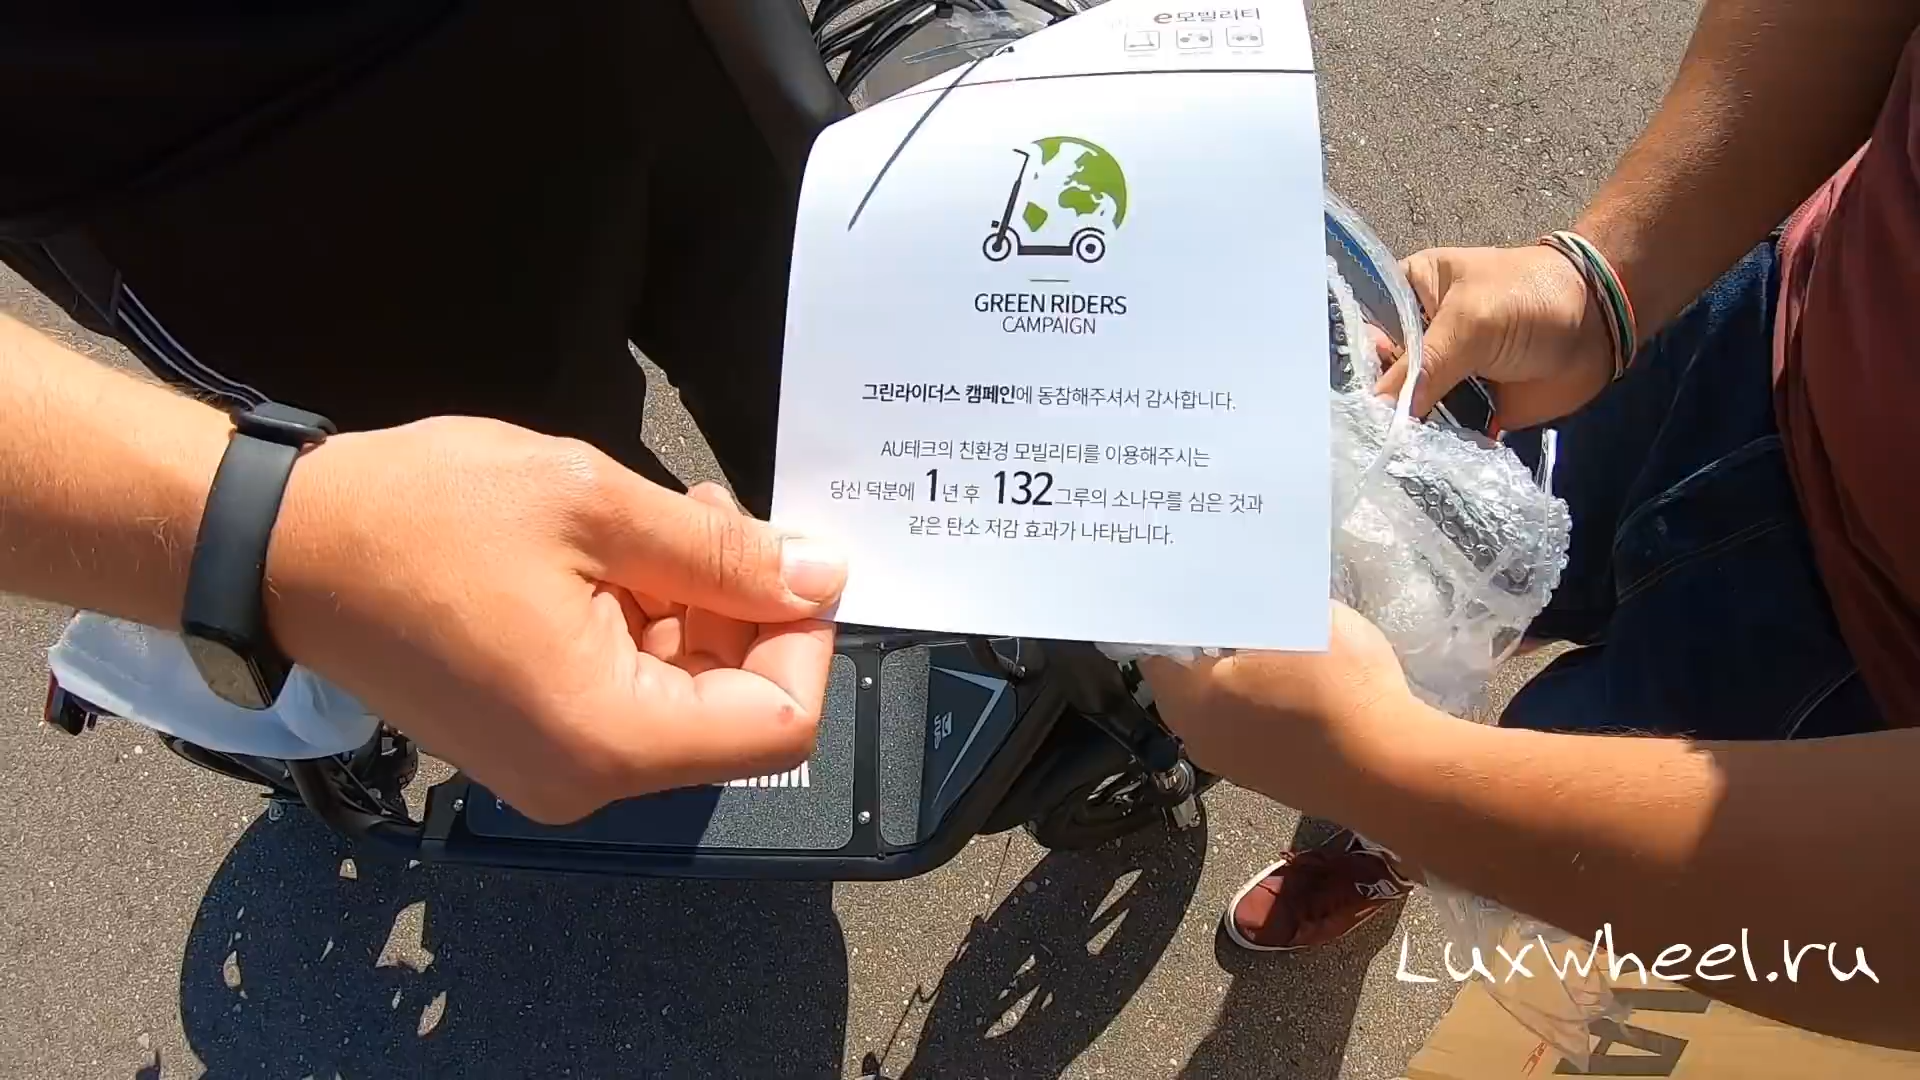 e모빌리티
GREEN RIDERS
CAMPAIGN
그린라이더스 캠페인에 동참해주셔서 감사합니다.
AU테크의 친환경 모빌리티를 이용해주시는
당신 덕분에 1년 후 132그루의 소나무를 심은 것과
같은 탄소 저감 효과가 나타납니다.
LuxWheel.ru